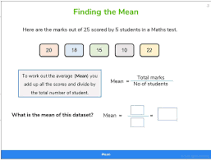 Finding the Mean
Here are the marks out of 25 scored by 5 students in a Maths test.
20 18 15 10 22
To work out the average (Mean) you
add up all the scores and divide by
the total number of student.
Mean = Total marks
No of students
What is the mean of this dataset? Mean = =